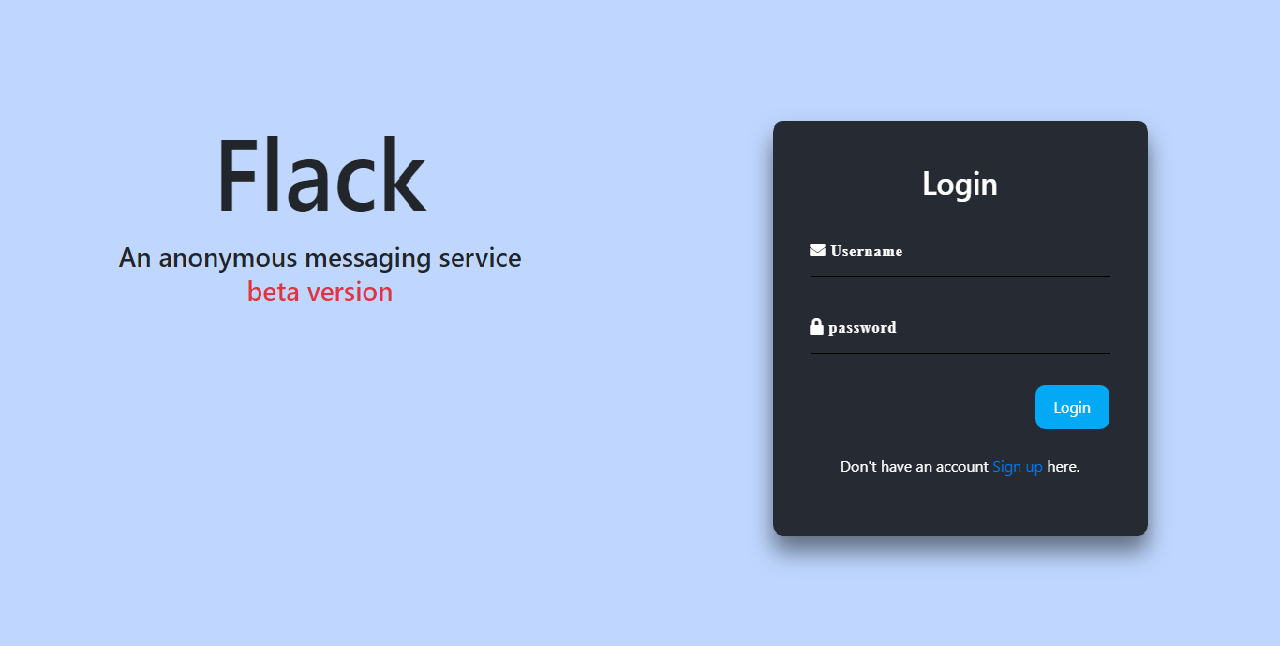 Flack
An anonymous messaging service
beta version
Login
Username
password
Login
Don't have an account Sign up here.